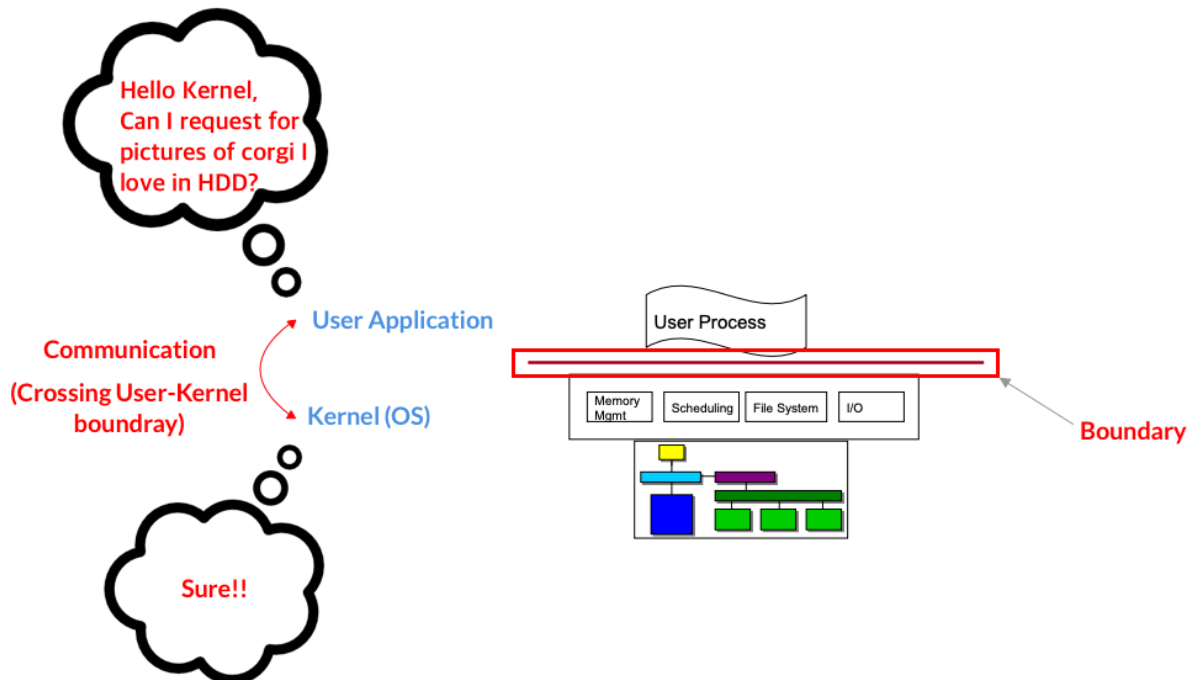 Hello Kernel,
Can I request for
pictures of corgi I
love in HDD?
User Application
Communication
(Crossing User-Kernel
boundray)
Kernel (OS)
Sure!!
User Process
Memory
Mgmt
Scheduling
File System
I/O
Boundary